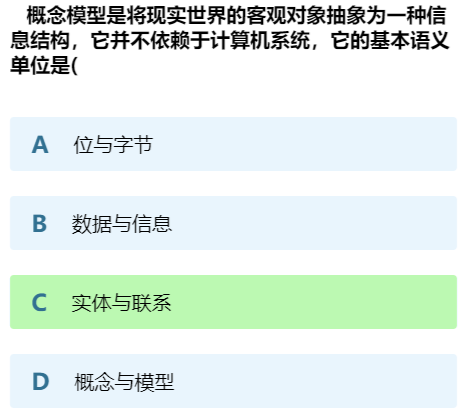 概念模型是将现实世界的客观对象抽象为一种信
息结构，它并不依赖于计算机系统，它的基本语义
单位是(
A 位与字节
B 数据与信息
C 实体与联系
D 概念与模型